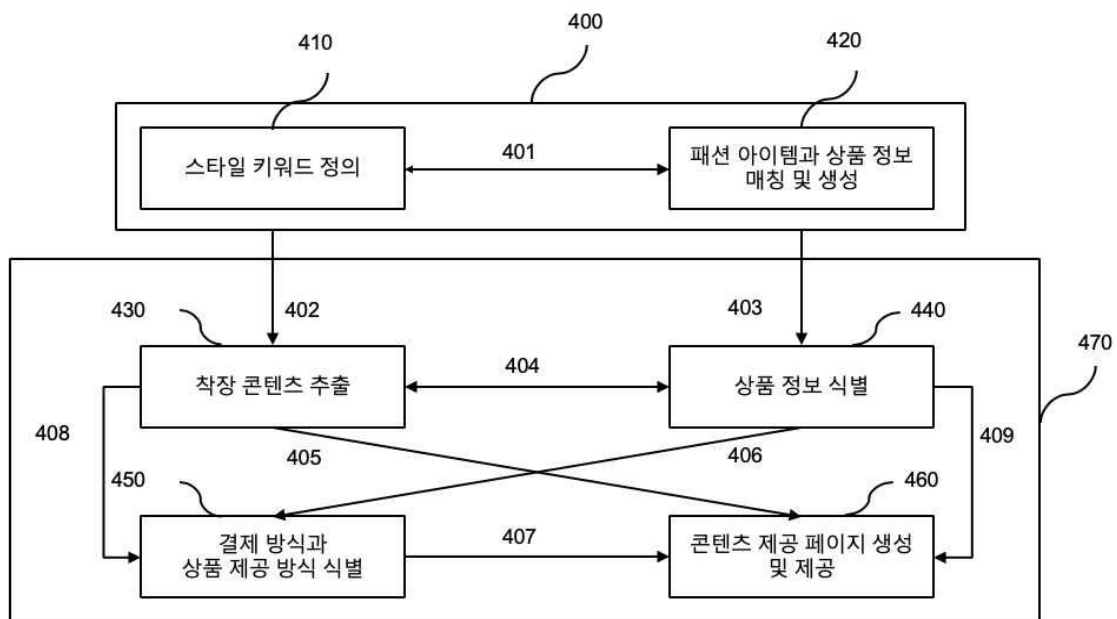 400
410
420
스타일 키워드 정의
401
패션 아이템과 상품 정보
매칭 및 생성
430
402
403
440
470
착장 콘텐츠 추출
404
상품 정보 식별
408
405
406
409
450
460
결제 방식과
상품 제공 방식 식별
407
콘텐츠 제공 페이지 생성
및 제공